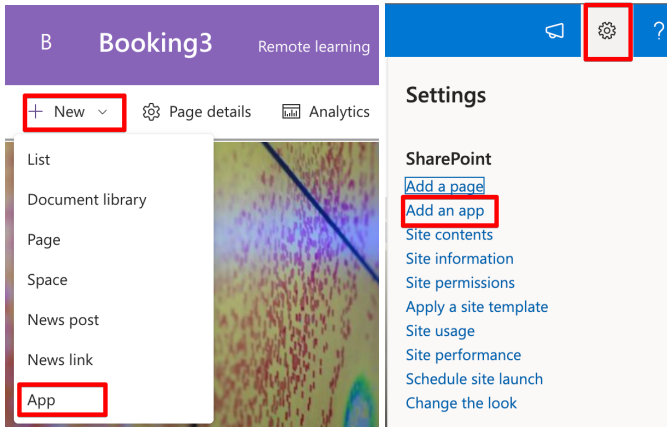 B Booking3 Remote learning
New Page details Analytics
List
Document library
Page
Space
News post
News link
App
?
Settings
SharePoint
Add a page
Add an app
Site contents
Site information
Site permissions
Apply a site template
Site usage
Site performance
Schedule site launch
Change the look